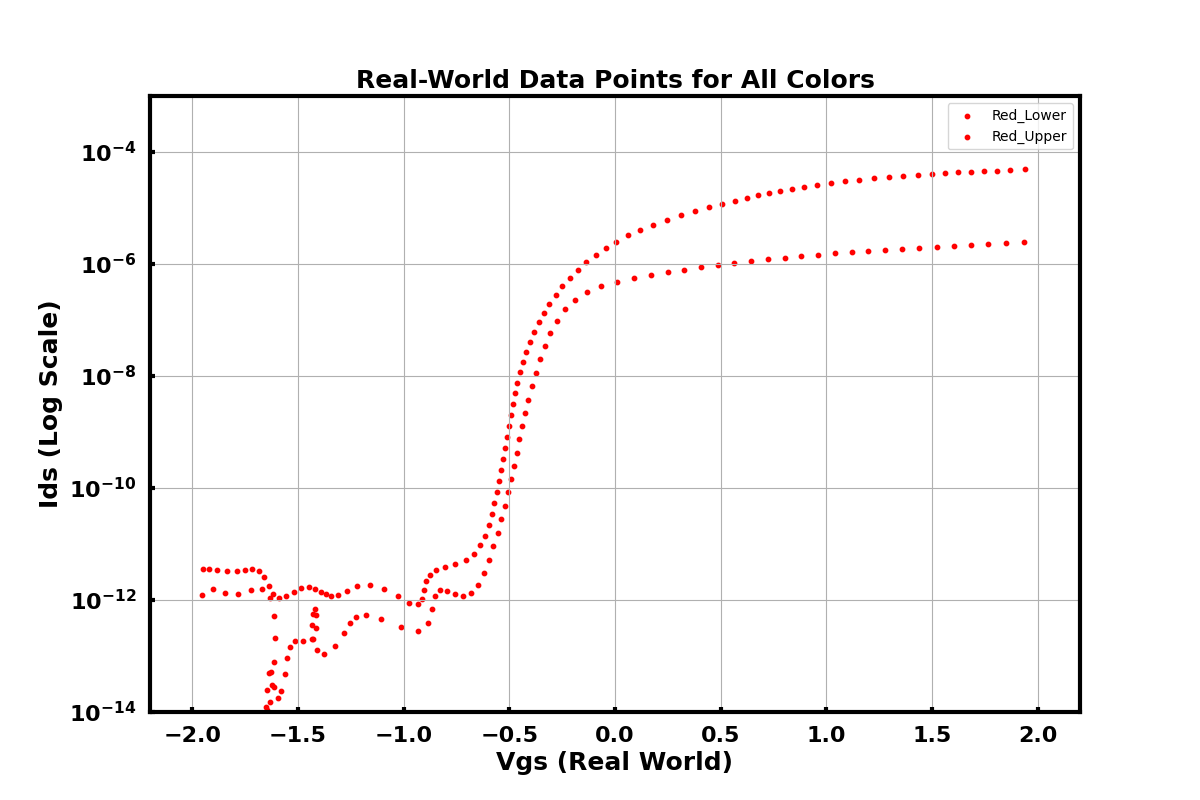 Real-World Data Points for All Colors
Red_Lower
Red_Upper
Ids (Log Scale)
10⁻⁴
10⁻⁶
10⁻⁸
10⁻¹⁰
10⁻¹²
10⁻¹⁴
−2.0 −1.5 −1.0 −0.5 0.0 0.5 1.0 1.5 2.0
Vgs (Real World)